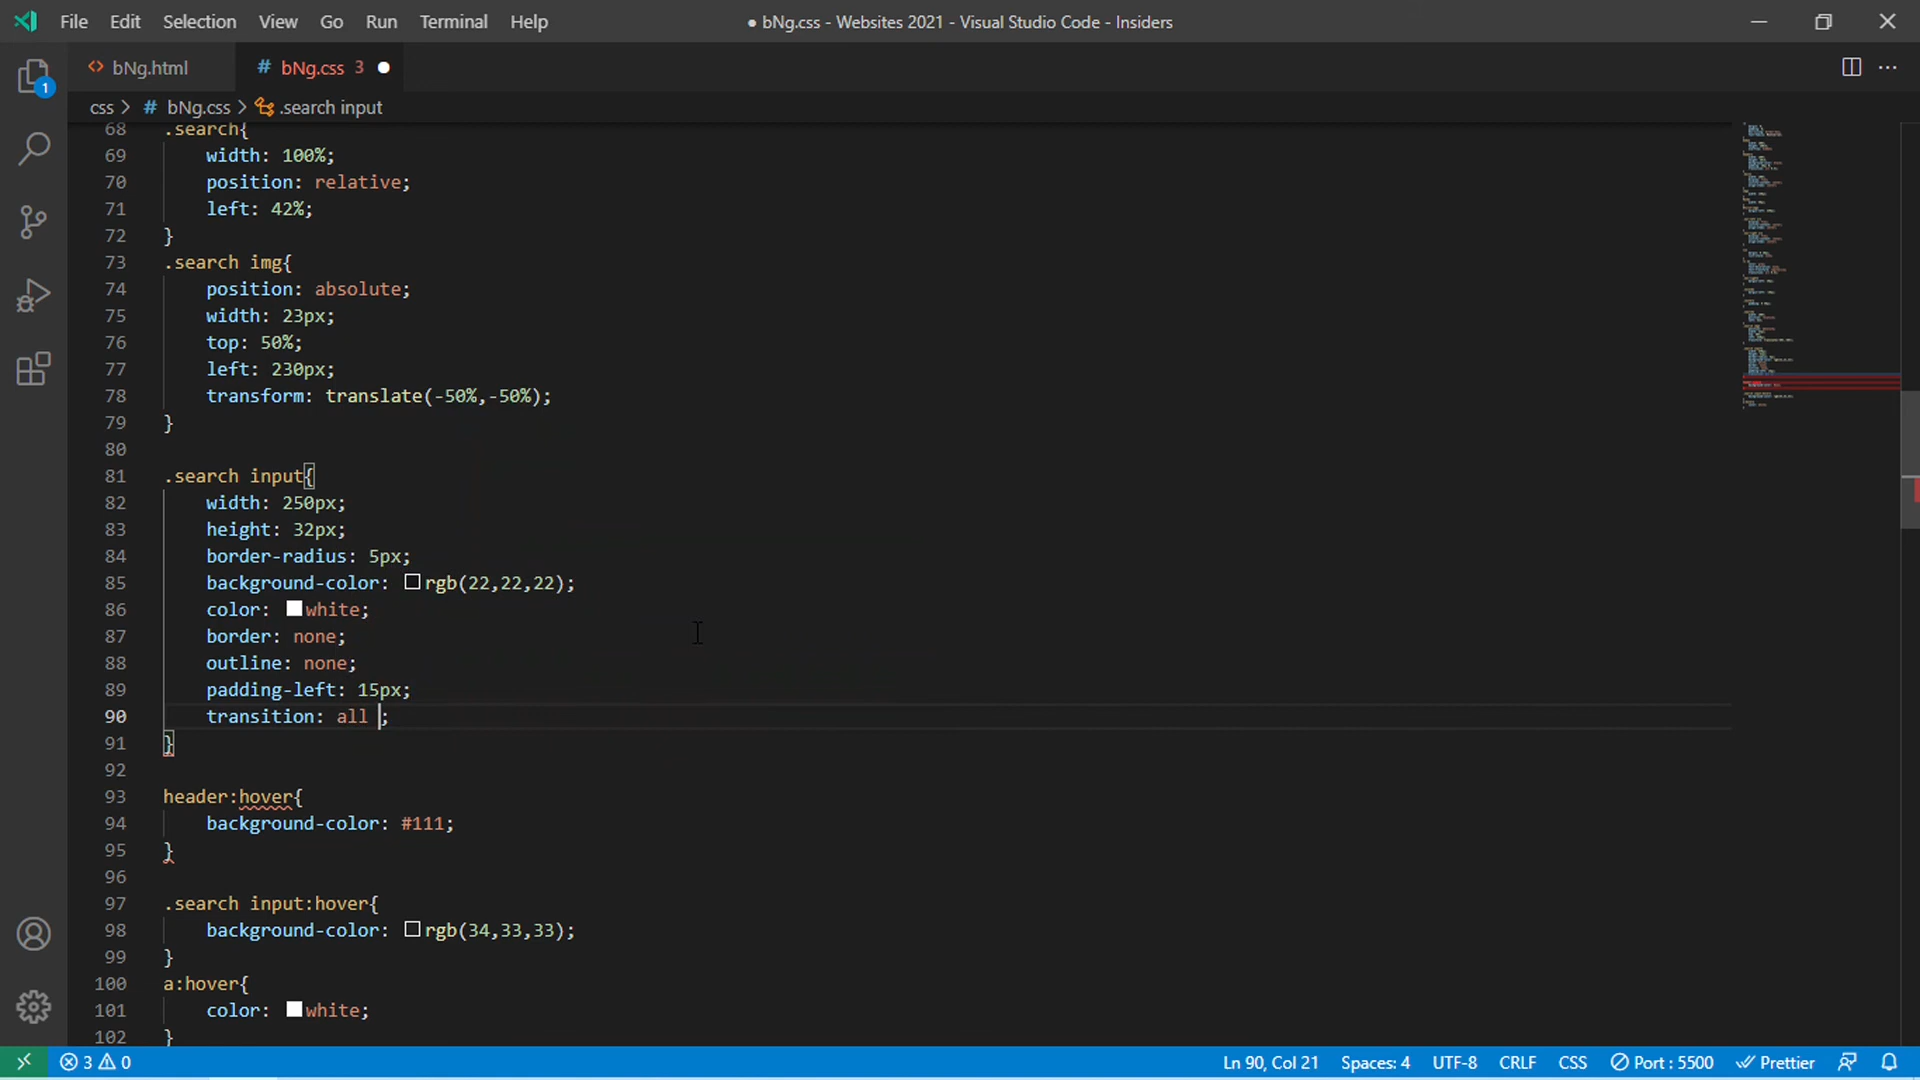 File Edit Selection View Go Run Terminal Help
● bNg.css - Websites 2021 - Visual Studio Code - Insiders
<> bNg.html
# bNg.css 3 ●
css > # bNg.css > .search input
1
68 .search{
69     width: 100%;
70     position: relative;
71     left: 42%;
72 }
73 .search img{
74     position: absolute;
75     width: 23px;
76     top: 50%;
77     left: 230px;
78     transform: translate(-50%,-50%);
79 }
80
81 .search input{
82     width: 250px;
83     height: 32px;
84     border-radius: 5px;
85     background-color: rgb(22,22,22);
86     color: white;
87     border: none;
88     outline: none;
89     padding-left: 15px;
90     transition: all ;
91 }
92
93 header:hover{
94     background-color: #111;
95 }
96
97 .search input:hover{
98     background-color: rgb(34,33,33);
99 }
100 a:hover{
101     color: white;
102 }
3 0 Ln 90, Col 21 Spaces: 4 UTF-8 CRLF CSS Port : 5500 Prettier